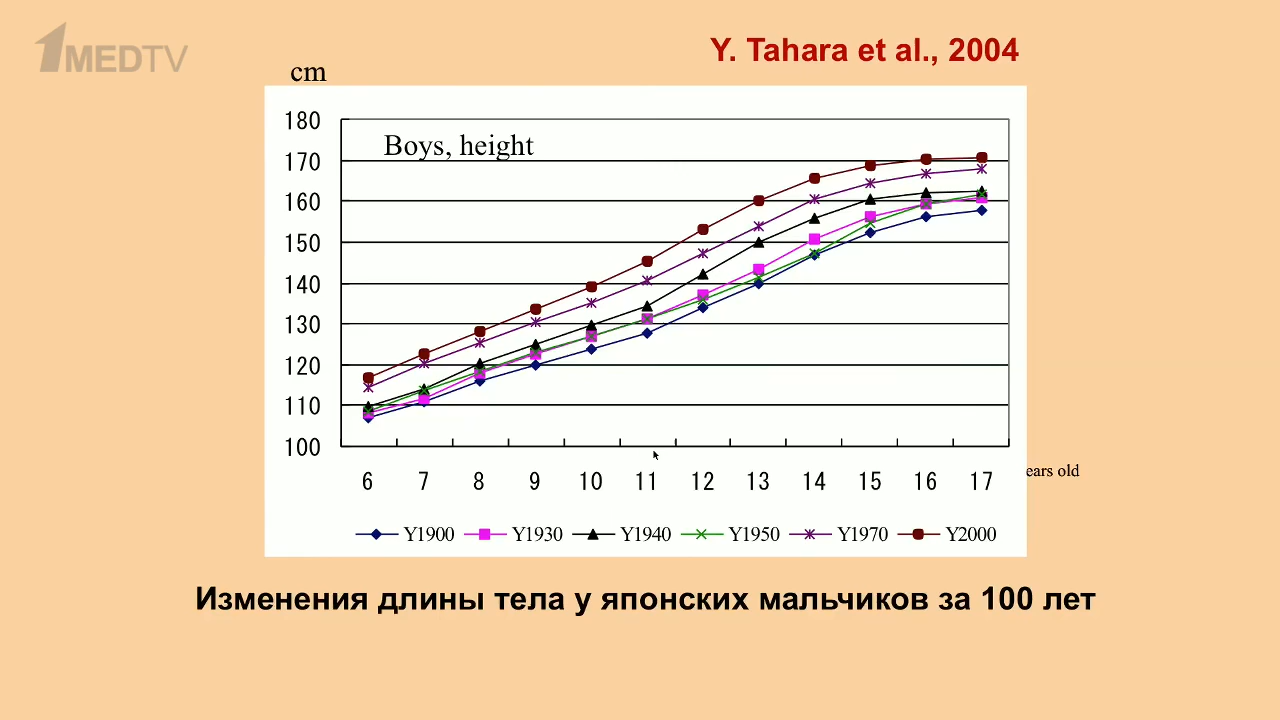 1MEDTV
Y. Tahara et al., 2004
cm
Boys, height
180
170
160
150
140
130
120
110
100
6 7 8 9 10 11 12 13 14 15 16 17
ears old
Y1900 Y1930 Y1940 Y1950 Y1970 Y2000
Изменения длины тела у японских мальчиков за 100 лет